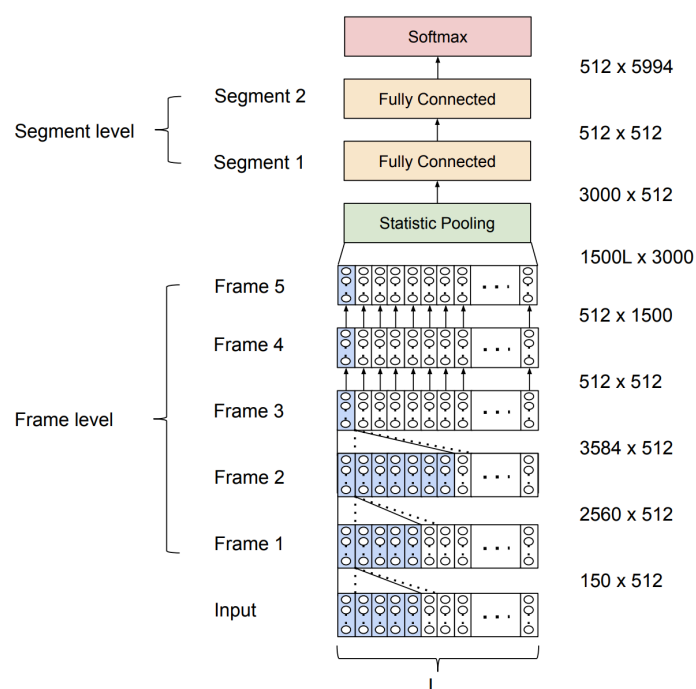 Softmax
512 x 5994
Segment 2
Fully Connected
Segment level
512 x 512
Segment 1
Fully Connected
3000 x 512
Statistic Pooling
1500L x 3000
Frame 5
512 x 1500
Frame 4
512 x 512
Frame 3
Frame level
3584 x 512
Frame 2
2560 x 512
Frame 1
150 x 512
Input